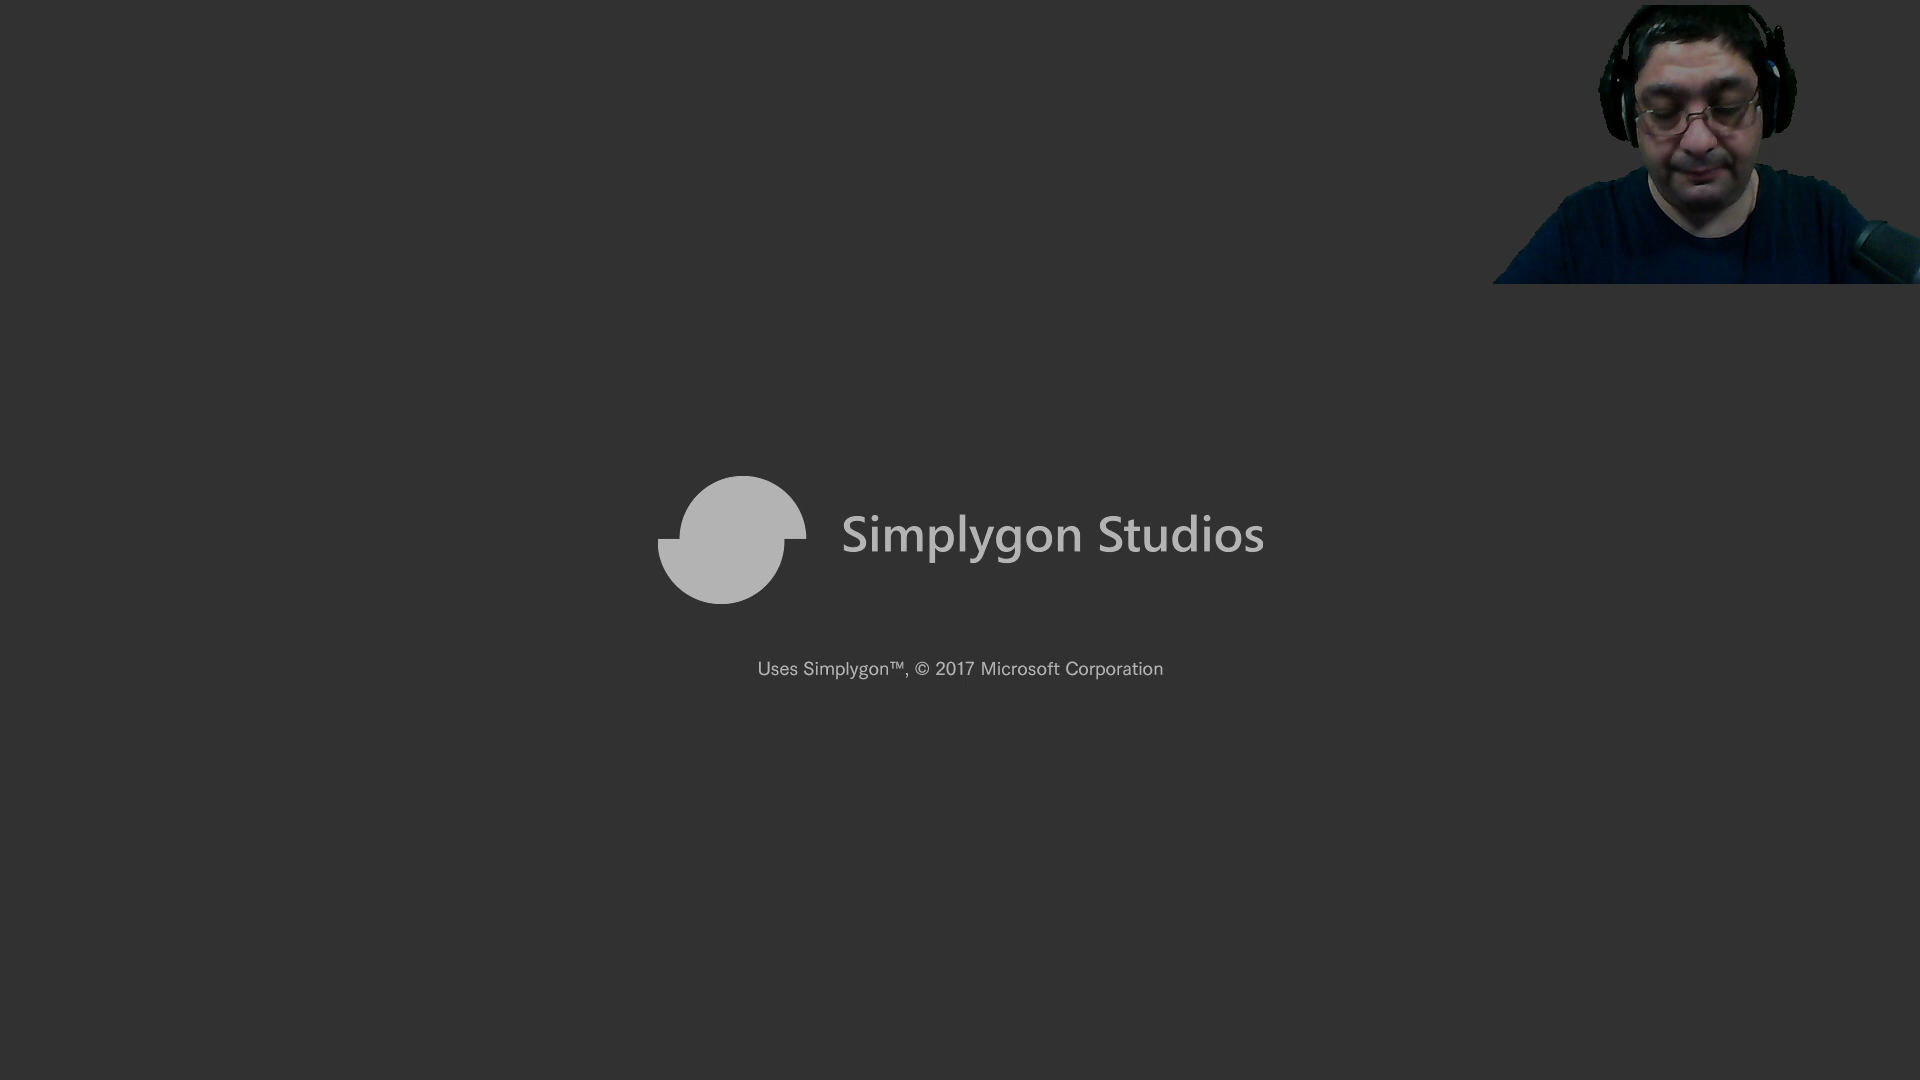 Simplygon Studios
Uses Simplygon™, © 2017 Microsoft Corporation